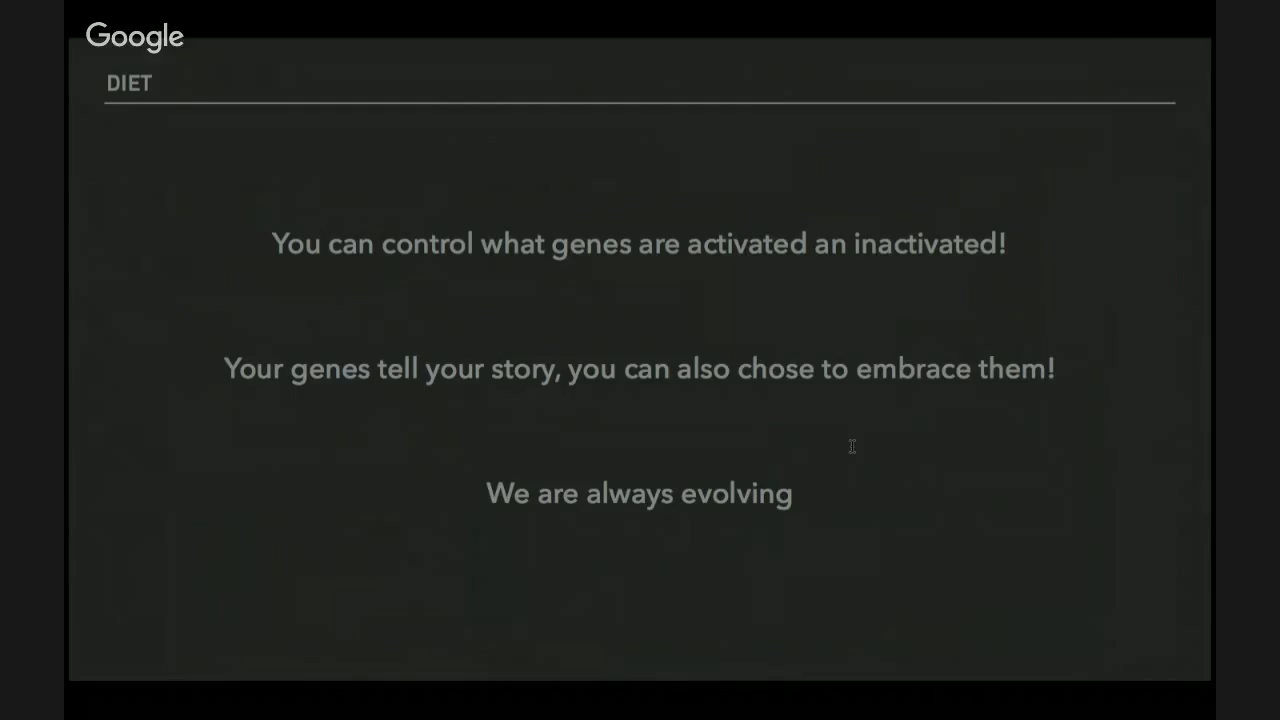 Google
DIET
You can control what genes are activated an inactivated!
Your genes tell your story, you can also chose to embrace them!
We are always evolving